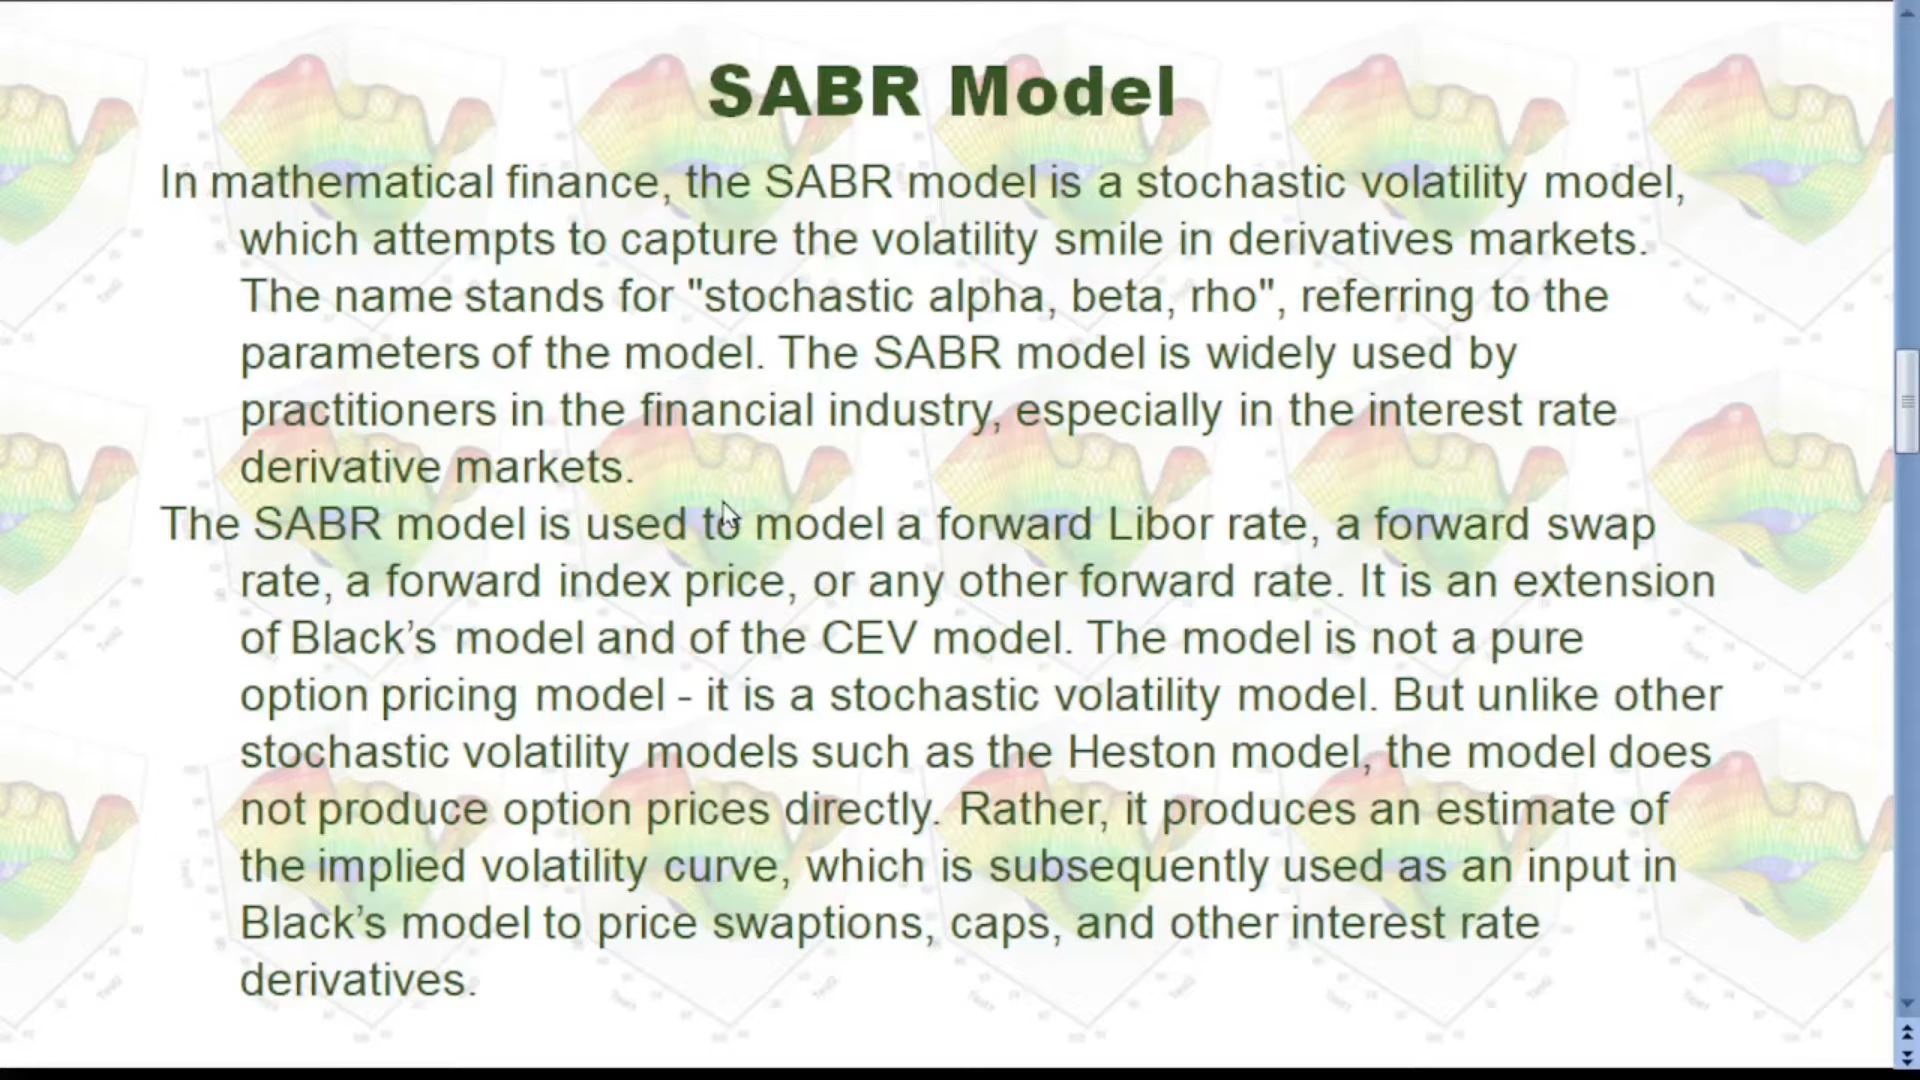 SABR Model
In mathematical finance, the SABR model is a stochastic volatility model,
which attempts to capture the volatility smile in derivatives markets.
The name stands for "stochastic alpha, beta, rho", referring to the
parameters of the model. The SABR model is widely used by
practitioners in the financial industry, especially in the interest rate
derivative markets.
The SABR model is used to model a forward Libor rate, a forward swap
rate, a forward index price, or any other forward rate. It is an extension
of Black’s model and of the CEV model. The model is not a pure
option pricing model - it is a stochastic volatility model. But unlike other
stochastic volatility models such as the Heston model, the model does
not produce option prices directly. Rather, it produces an estimate of
the implied volatility curve, which is subsequently used as an input in
Black’s model to price swaptions, caps, and other interest rate
derivatives.